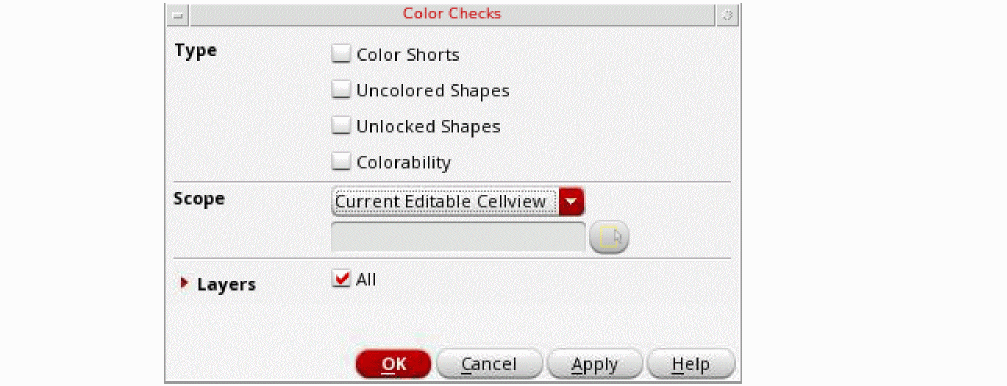 Color Checks
Type
Color Shorts
Uncolored Shapes
Unlocked Shapes
Colorability
Scope
Current Editable Cellview
Layers
All
OK Cancel Apply Help